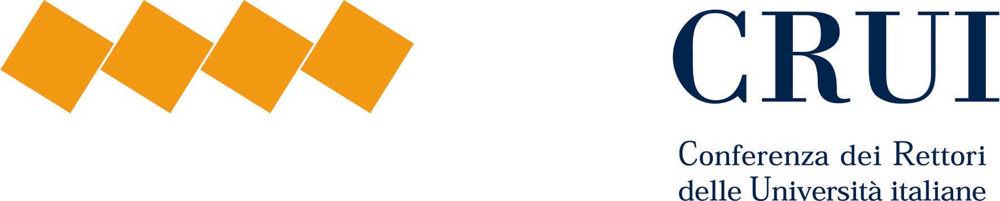 CRUI
Conferenza dei Rettori
delle Università italiane